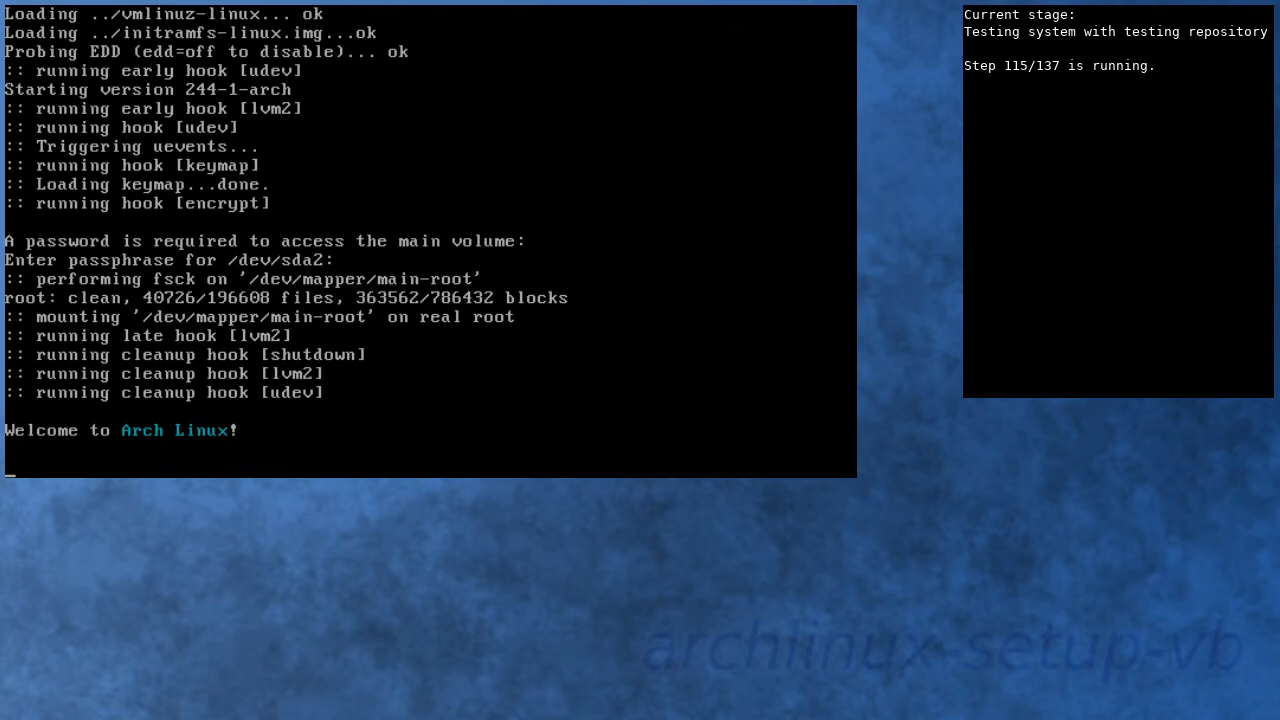 Loading ../vmlinuz-linux... ok
Loading ../initramfs-linux.img...ok
Probing EDD (edd=off to disable)... ok
:: running early hook [udev]
Starting version 244-1-arch
:: running early hook [lvm2]
:: running hook [udev]
:: Triggering uevents...
:: running hook [keymap]
:: Loading keymap...done.
:: running hook [encrypt]

A password is required to access the main volume:
Enter passphrase for /dev/sda2:
:: performing fsck on '/dev/mapper/main-root'
root: clean, 40726/196608 files, 363562/786432 blocks
:: mounting '/dev/mapper/main-root' on real root
:: running late hook [lvm2]
:: running cleanup hook [shutdown]
:: running cleanup hook [lvm2]
:: running cleanup hook [udev]

Welcome to Arch Linux!

Current stage:
Testing system with testing repository

Step 115/137 is running.

archlinux-setup-vb